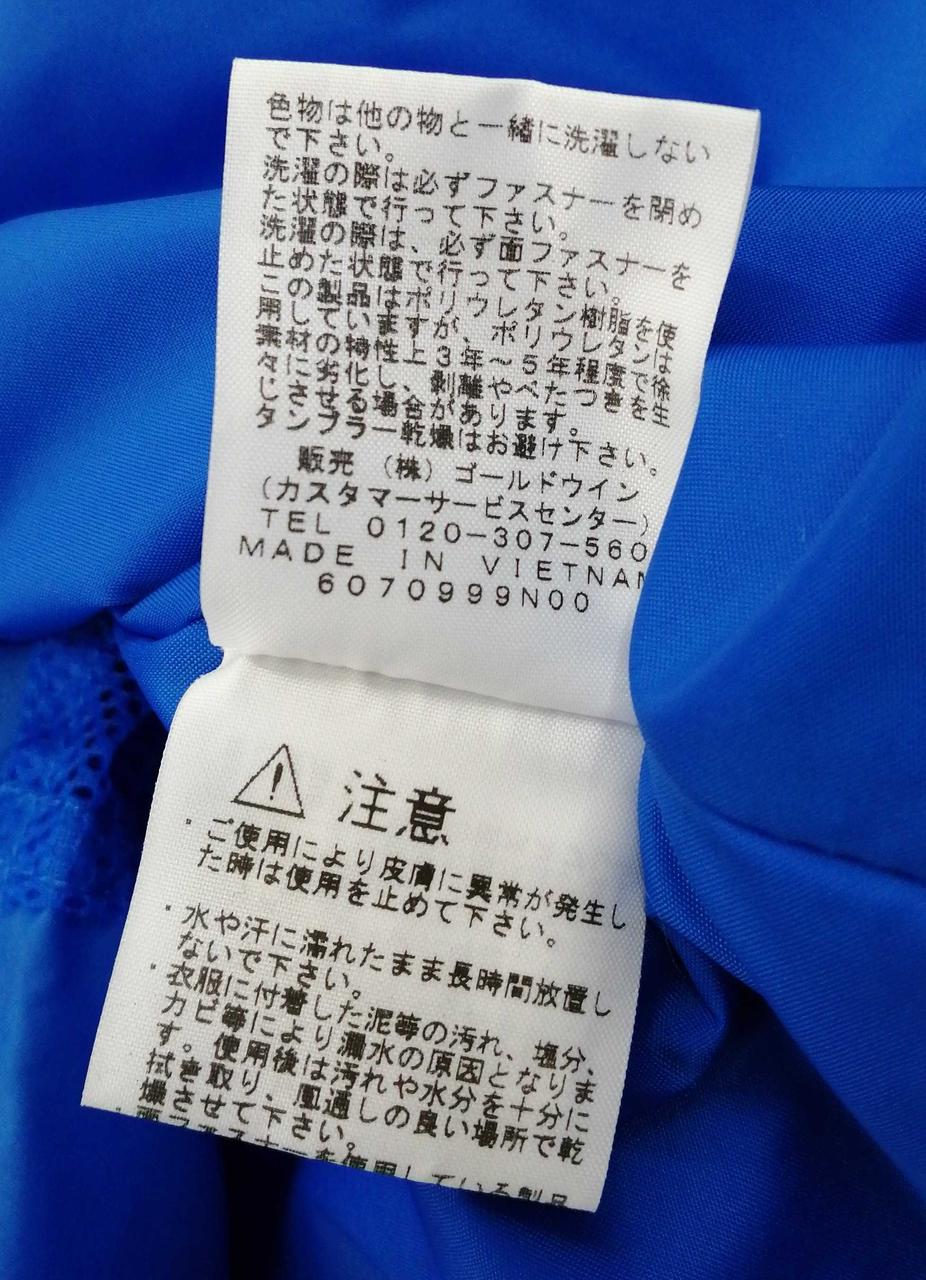 色物は他の物と一緒に洗濯しない
で下さい。
洗濯の際は必ずファスナーを閉め
た状態で行って下さい。
洗濯の際は、必ず面ファスナーを
止めた状態で行って下さい。
この製品はポリウレタン樹脂を使
用していますが、ポリウレタンは
素材の特性上3年~5年程度で徐
々に劣化し、剥離やべたつきを生
じさせる場合があります。
タンブラー乾燥はお避け下さい。
販売 (株) ゴールドウイン
(カスタマーサービスセンター)
TEL 0120-307-560
MADE IN VIETNAM
6070999N00
注意
・ご使用により皮膚に異常が発生し
た時は使用を止めて下さい。
・水や汗に濡れたまま長時間放置し
ないで下さい。
・衣服に付着した泥等の汚れ、塩分、
カビ等により漏水の原因となりま
す。使用後は汚れや水分を十分に
拭き取り、風通しの良い場所で乾
燥させて下さい。
・面ファスナーを使用している製品